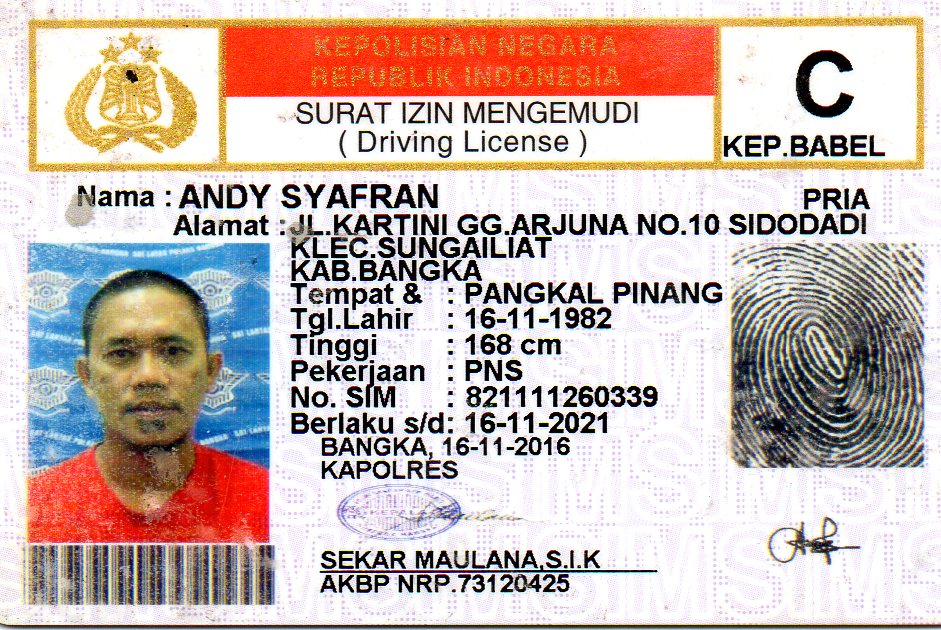 KEPOLISIAN NEGARA
REPUBLIK INDONESIA
SURAT IZIN MENGEMUDI
( Driving License )
C
KEP.BABEL
Nama : ANDY SYAFRAN
PRIA
Alamat : JL.KARTINI GG.ARJUNA NO.10 SIDODADI
KLEC.SUNGAILIAT
KAB.BANGKA
Tempat & : PANGKAL PINANG
Tgl.Lahir : 16-11-1982
Tinggi : 168 cm
Pekerjaan : PNS
No. SIM : 821111260339
Berlaku s/d: 16-11-2021
BANGKA, 16-11-2016
KAPOLRES
SEKAR MAULANA,S.I.K
AKBP NRP.73120425